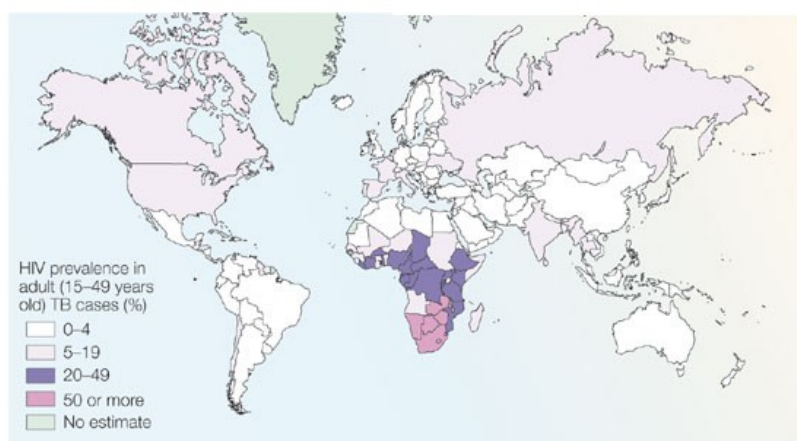 HIV prevalence in
adult (15–49 years
old) TB cases (%)
0–4
5–19
20–49
50 or more
No estimate